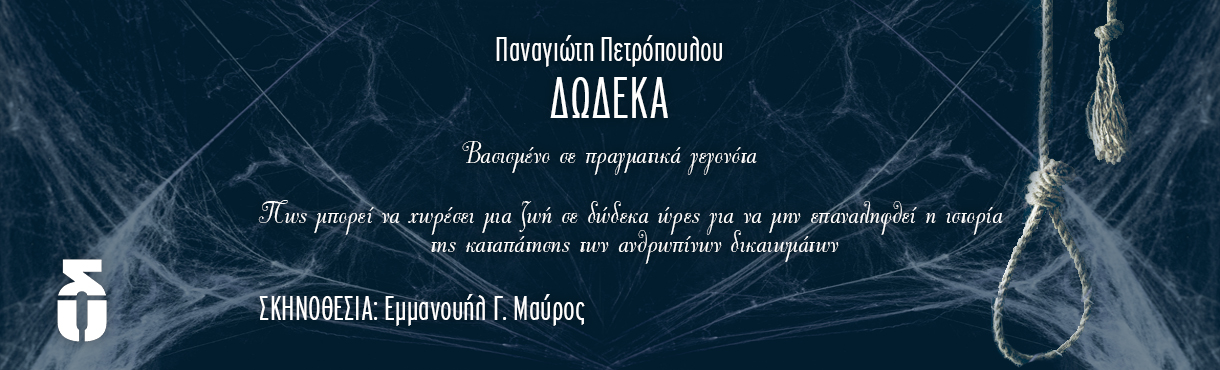 Παναγιώτη Πετρόπουλου
ΔΩΔΕΚΑ
Βασισμένο σε πραγματικά γεγονότα
Πως μπορεί να χωρέσει μια ζωή σε δώδεκα ώρες για να μην επαναληφθεί η ιστορία
της καταπάτησης των ανθρωπίνων δικαιωμάτων
ΣΚΗΝΟΘΕΣΙΑ: Εμμανουήλ Γ. Μαύρος